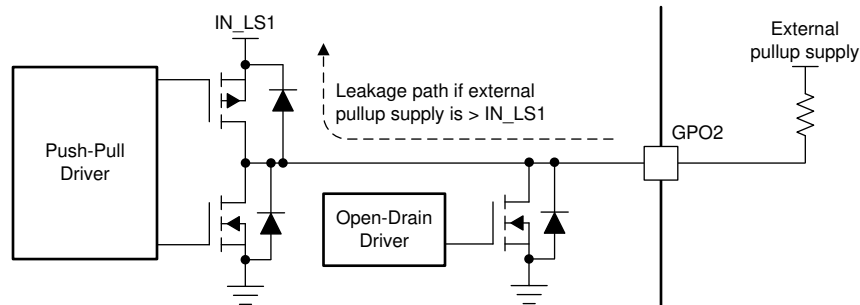 IN_LS1
External
pullup supply
Leakage path if external
pullup supply is > IN_LS1
GPO2
Push-Pull
Driver
Open-Drain
Driver